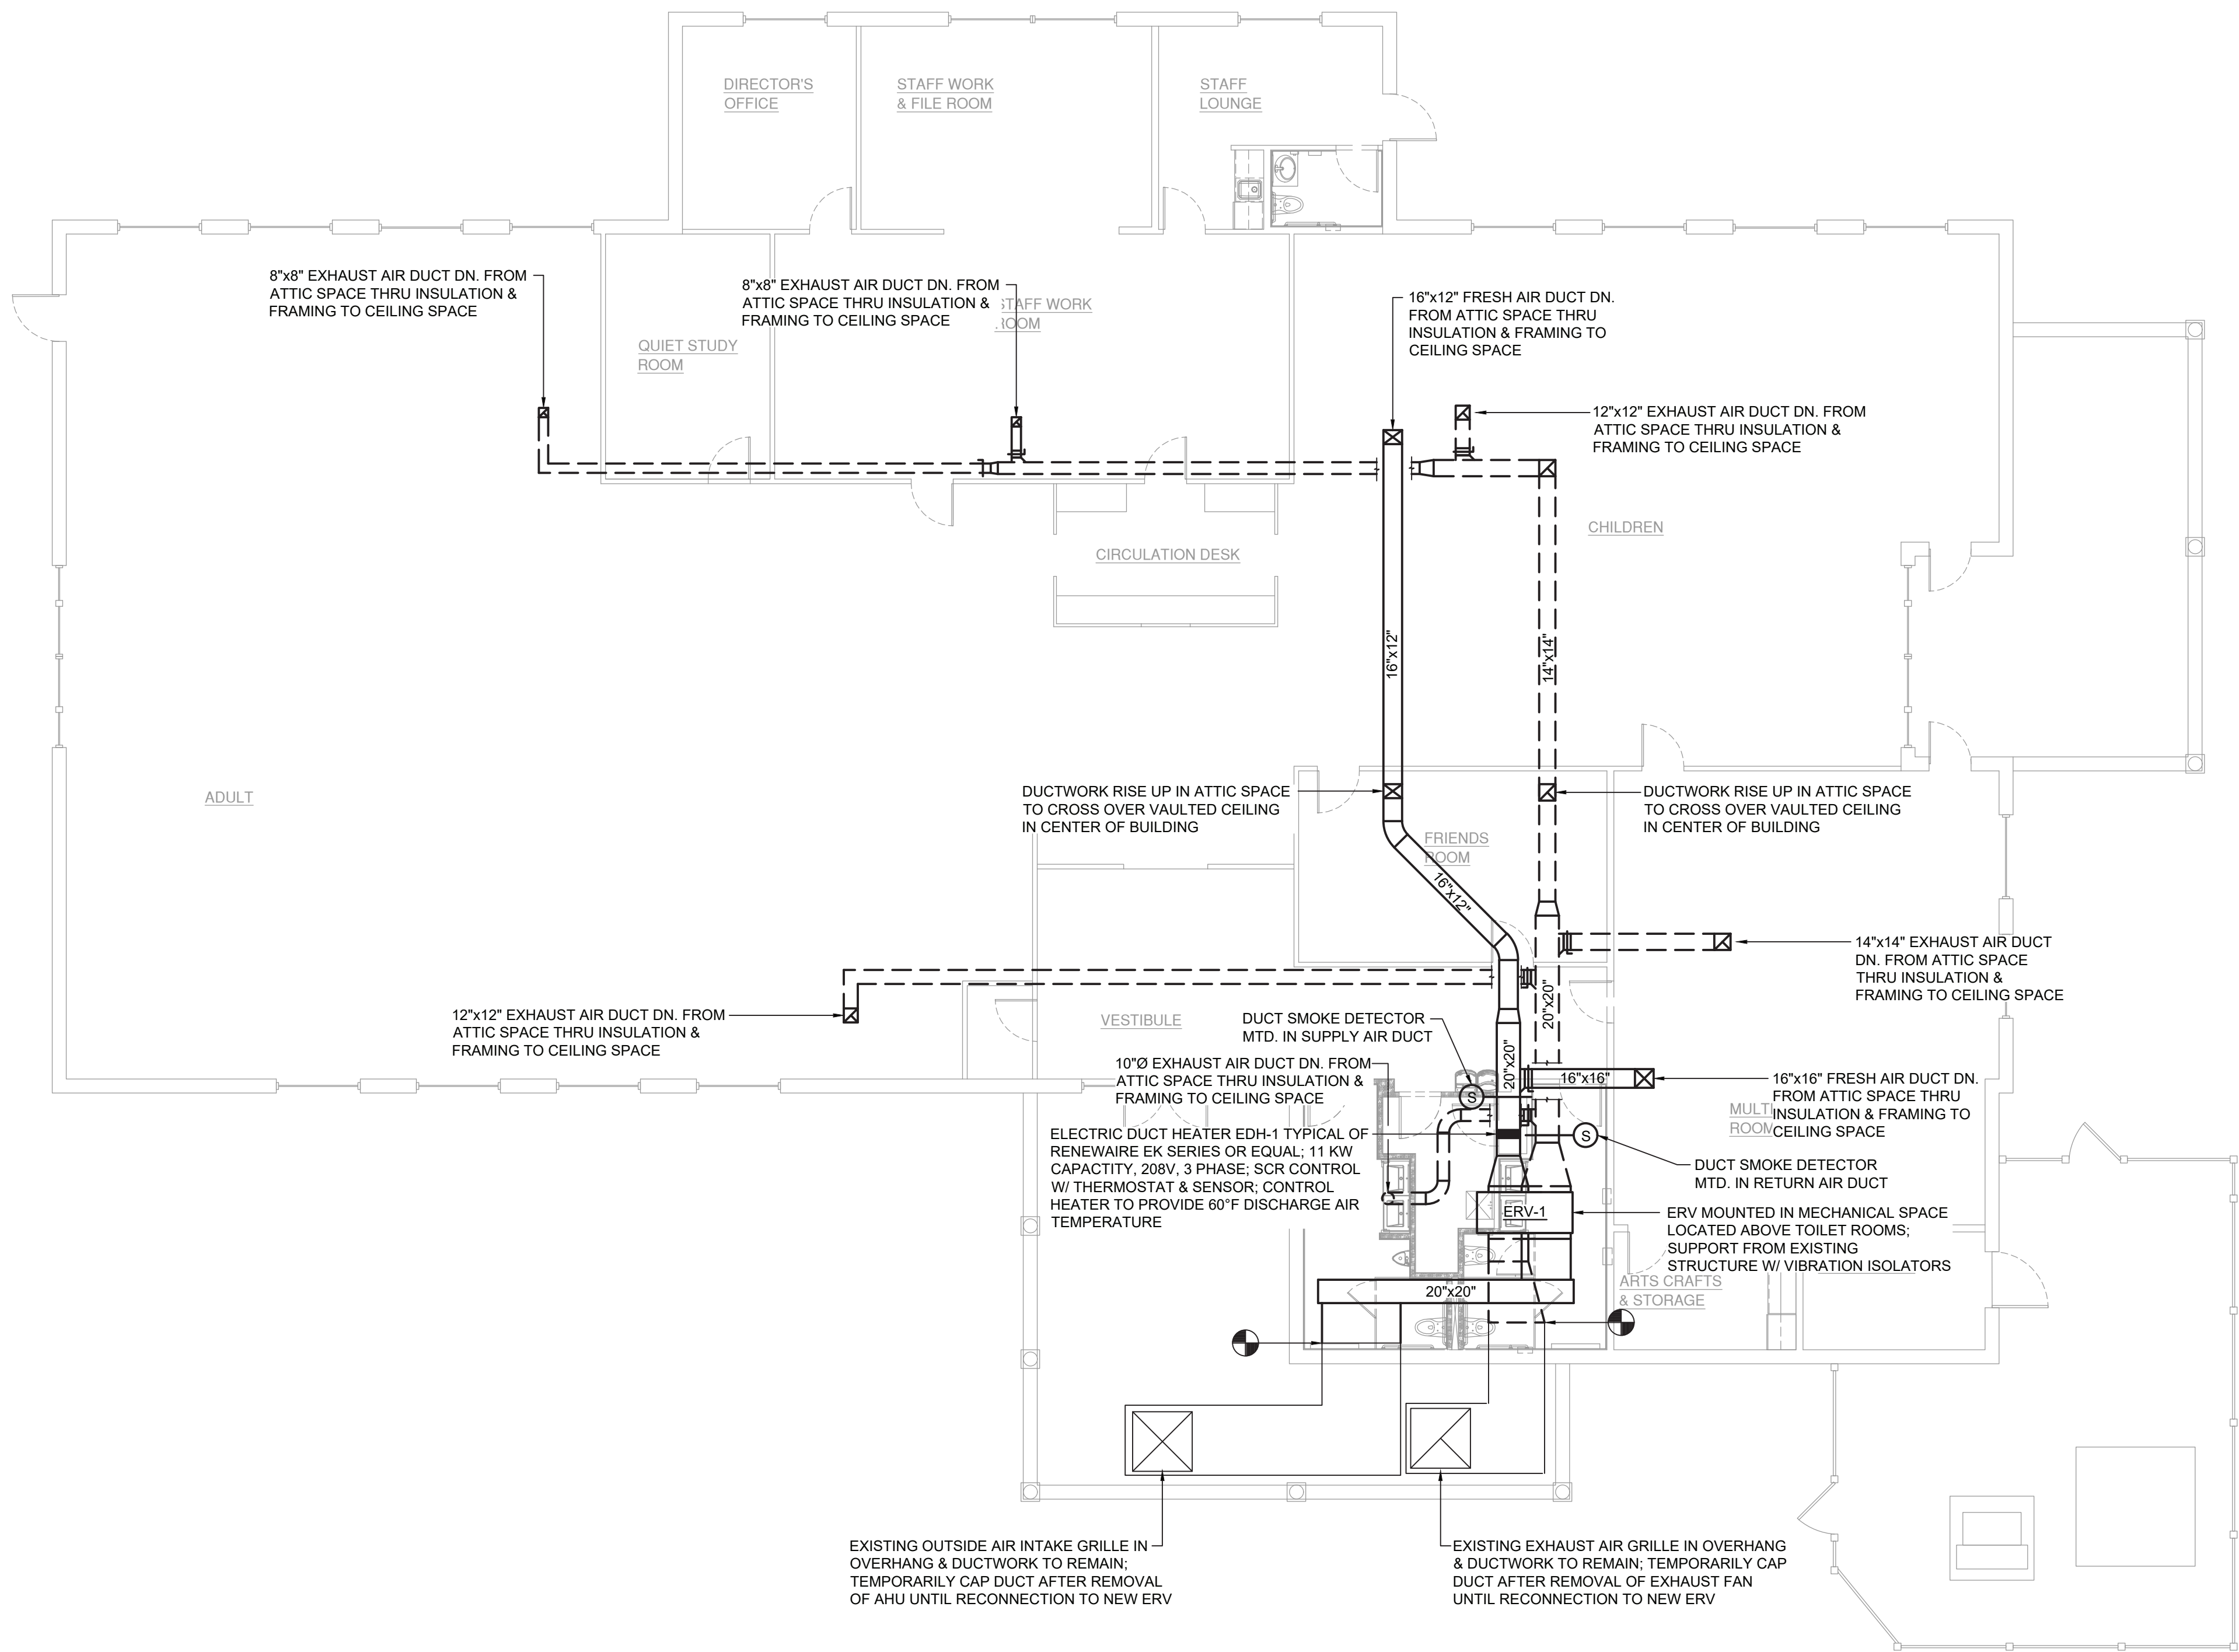 DIRECTOR'S
OFFICE
STAFF WORK
& FILE ROOM
STAFF
LOUNGE
8"x8" EXHAUST AIR DUCT DN. FROM
ATTIC SPACE THRU INSULATION &
FRAMING TO CEILING SPACE
8"x8" EXHAUST AIR DUCT DN. FROM
ATTIC SPACE THRU INSULATION &
FRAMING TO CEILING SPACE
STAFF WORK
ROOM
QUIET STUDY
ROOM
16"x12" FRESH AIR DUCT DN.
FROM ATTIC SPACE THRU
INSULATION & FRAMING TO
CEILING SPACE
12"x12" EXHAUST AIR DUCT DN. FROM
ATTIC SPACE THRU INSULATION &
FRAMING TO CEILING SPACE
CHILDREN
CIRCULATION DESK
16"x12"
14"x14"
ADULT
DUCTWORK RISE UP IN ATTIC SPACE
TO CROSS OVER VAULTED CEILING
IN CENTER OF BUILDING
DUCTWORK RISE UP IN ATTIC SPACE
TO CROSS OVER VAULTED CEILING
IN CENTER OF BUILDING
FRIENDS
ROOM
16"x12"
14"x14" EXHAUST AIR DUCT
DN. FROM ATTIC SPACE
THRU INSULATION &
FRAMING TO CEILING SPACE
12"x12" EXHAUST AIR DUCT DN. FROM
ATTIC SPACE THRU INSULATION &
FRAMING TO CEILING SPACE
VESTIBULE
DUCT SMOKE DETECTOR
MTD. IN SUPPLY AIR DUCT
20"x20"
20"x20"
10"Ø EXHAUST AIR DUCT DN. FROM
ATTIC SPACE THRU INSULATION &
FRAMING TO CEILING SPACE
S
16"x16"
16"x16" FRESH AIR DUCT DN.
FROM ATTIC SPACE THRU
INSULATION & FRAMING TO
CEILING SPACE
MULTI
ROOM
ELECTRIC DUCT HEATER EDH-1 TYPICAL OF
RENEWAIRE EK SERIES OR EQUAL; 11 KW
CAPACTITY, 208V, 3 PHASE; SCR CONTROL
W/ THERMOSTAT & SENSOR; CONTROL
HEATER TO PROVIDE 60°F DISCHARGE AIR
TEMPERATURE
S
DUCT SMOKE DETECTOR
MTD. IN RETURN AIR DUCT
ERV-1
ERV MOUNTED IN MECHANICAL SPACE
LOCATED ABOVE TOILET ROOMS;
SUPPORT FROM EXISTING
STRUCTURE W/ VIBRATION ISOLATORS
ARTS CRAFTS
& STORAGE
20"x20"
EXISTING OUTSIDE AIR INTAKE GRILLE IN
OVERHANG & DUCTWORK TO REMAIN;
TEMPORARILY CAP DUCT AFTER REMOVAL
OF AHU UNTIL RECONNECTION TO NEW ERV
EXISTING EXHAUST AIR GRILLE IN OVERHANG
& DUCTWORK TO REMAIN; TEMPORARILY CAP
DUCT AFTER REMOVAL OF EXHAUST FAN
UNTIL RECONNECTION TO NEW ERV